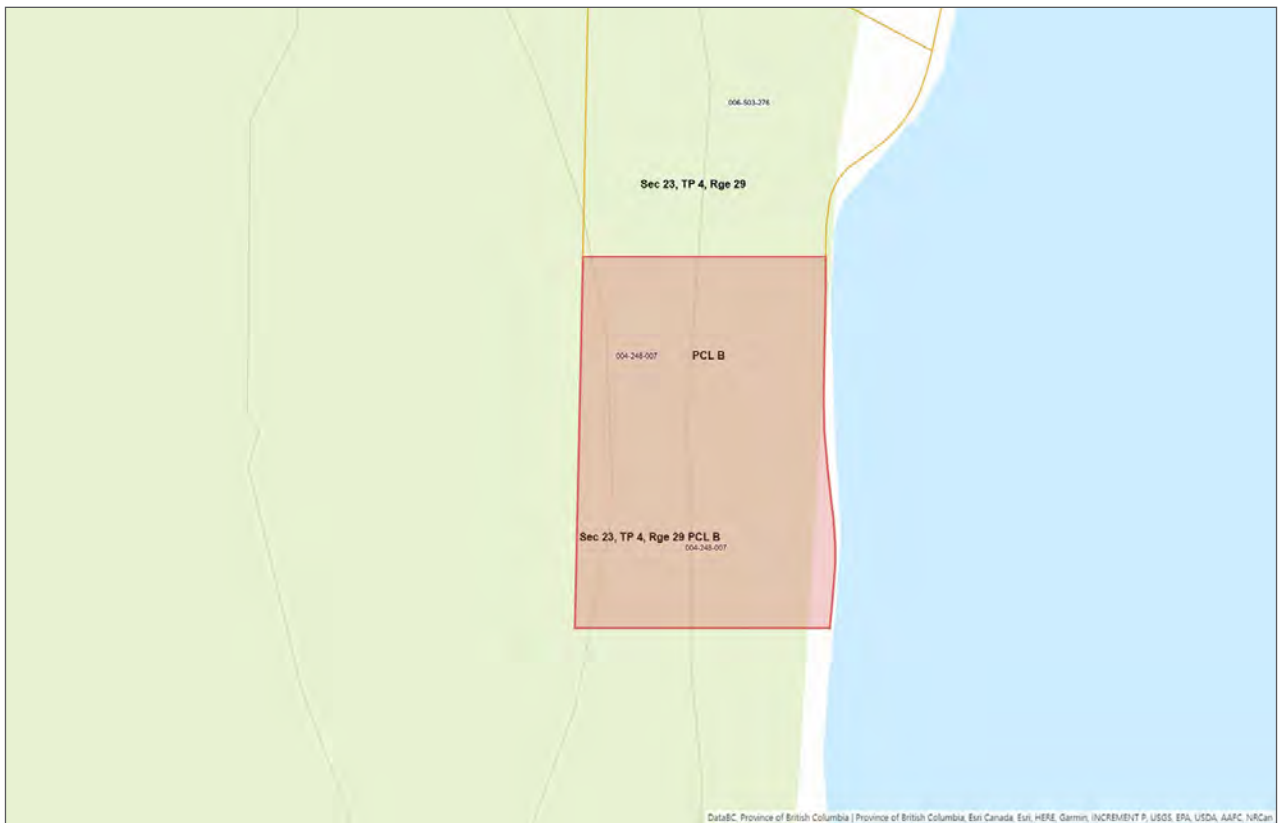 006-503-276
Sec 23, TP 4, Rge 29
004-248-007 PCL B
Sec 23, TP 4, Rge 29 PCL B
004-248-007
DataBC, Province of British Columbia | Province of British Columbia, Esri Canada, Esri, HERE, Garmin, INCREMENT P, USGS, EPA, USDA, AAFC, NRCan